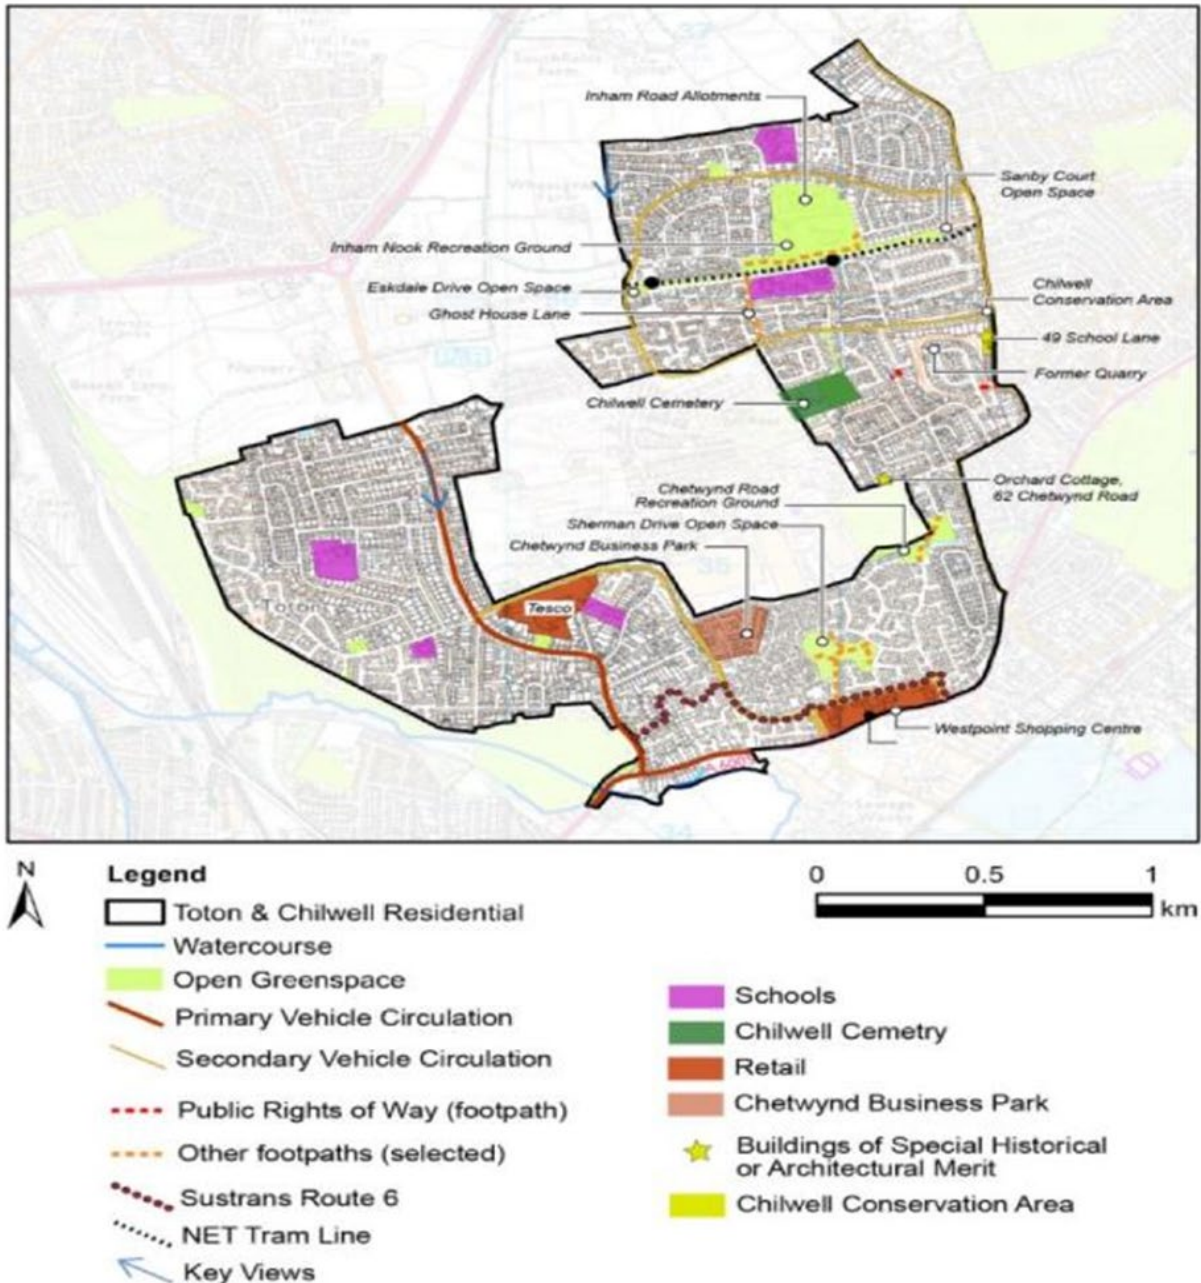 37
Inham Road Allotments
Sanby Court
Open Space
Inham Nook Recreation Ground
Eskdale Drive Open Space
Ghost House Lane
Chilwell
Conservation Area
49 School Lane
Former Quarry
Chilwell Cemetery
Orchard Cottage,
62 Chetwynd Road
Chetwynd Road
Recreation Ground
Sherman Drive Open Space
Chetwynd Business Park
36
Tesco
Toton
Westpoint Shopping Centre
34
N
Legend
Toton & Chilwell Residential
Watercourse
Open Greenspace
Primary Vehicle Circulation
Secondary Vehicle Circulation
Public Rights of Way (footpath)
Other footpaths (selected)
Sustrans Route 6
NET Tram Line
Key Views
0 0.5 1
km
Schools
Chilwell Cemetry
Retail
Chetwynd Business Park
Buildings of Special Historical
or Architectural Merit
Chilwell Conservation Area